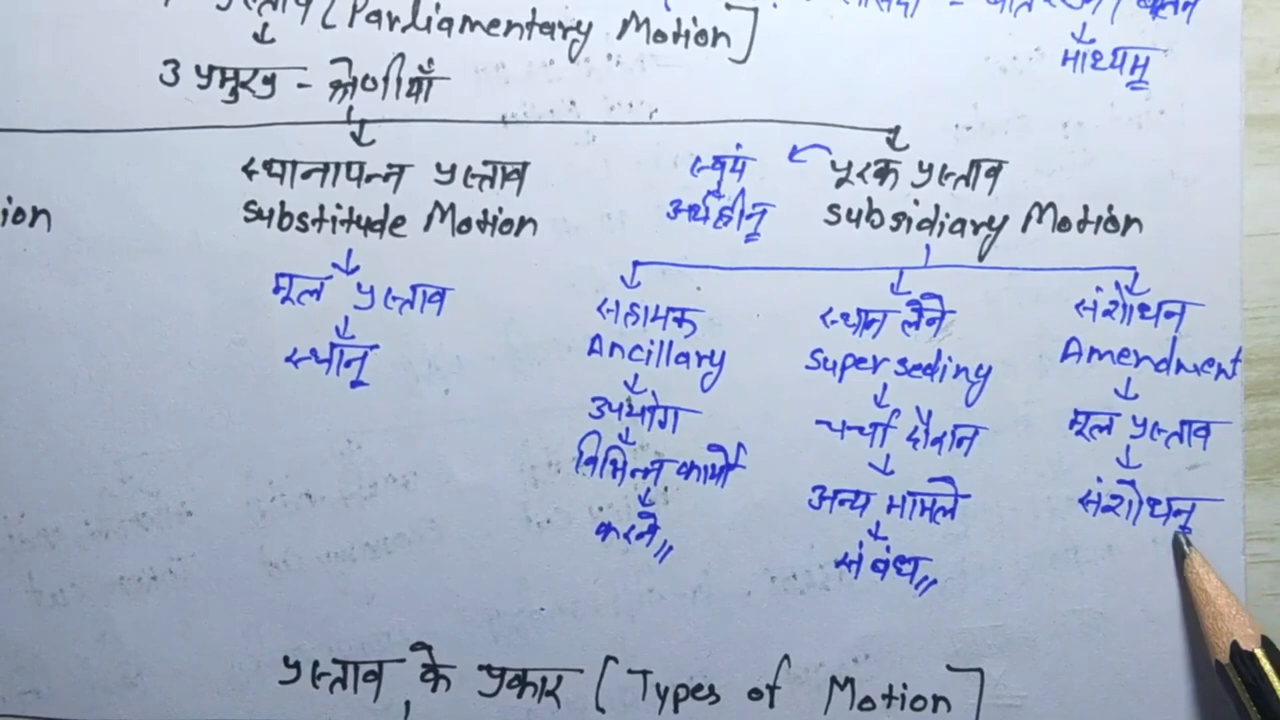 प्रस्ताव [Parliamentary Motion]
माध्यम
3 प्रमुख - श्रेणीयाँ
स्थानापन्न प्रस्ताव
substitude Motion
मूल प्रस्ताव
स्थान
ion
स्वयं
अर्थहीन
पूरक प्रस्ताव
subsidiary Motion
सहायक
Ancillary
उपयोग
विभिन्न कार्यो
करने//
स्थान लेने
superseding
चर्चा दौरान
अन्य मामले
संबंध//
संशोधन
Amendment
मूल प्रस्ताव
संशोधन
प्रस्ताव के प्रकार [Types of Motion]